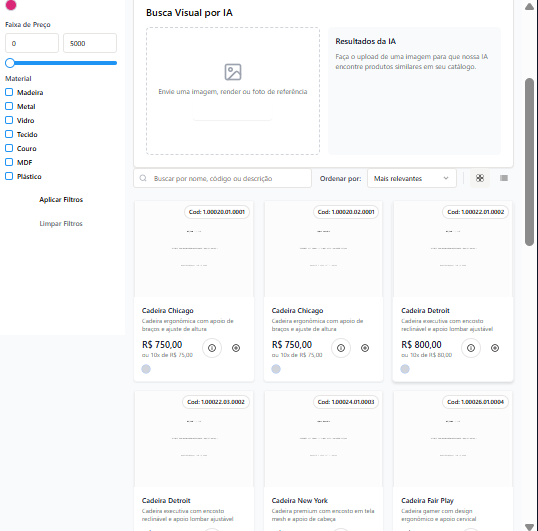 Faixa de Preço
0
5000
Material
Madeira
Metal
Vidro
Tecido
Couro
MDF
Plástico
Aplicar Filtros
Limpar Filtros
Busca Visual por IA
Envie uma imagem, render ou foto de referência
Resultados da IA
Faça o upload de uma imagem para que nossa IA
encontre produtos similares em seu catálogo.
Buscar por nome, código ou descrição
Ordenar por:
Mais relevantes
Cod: 1.00020.01.0001
Cadeira Chicago
Cadeira ergonômica com apoio de
braços e ajuste de altura
R$ 750,00
ou 10x de R$ 75,00
Cod: 1.00020.02.0001
Cadeira Chicago
Cadeira ergonômica com apoio de
braços e ajuste de altura
R$ 750,00
ou 10x de R$ 75,00
Cod: 1.00022.01.0002
Cadeira Detroit
Cadeira executiva com encosto
reclinável e apoio lombar ajustável
R$ 800,00
ou 10x de R$ 80,00
Cod: 1.00022.03.0002
Cadeira Detroit
Cadeira executiva com encosto
reclinável e apoio lombar ajustável
Cod: 1.00024.01.0003
Cadeira New York
Cadeira premium com encosto em tela
mesh e apoio de cabeça
Cod: 1.00026.01.0004
Cadeira Fair Play
Cadeira gamer com design
ergonômico e apoio cervical